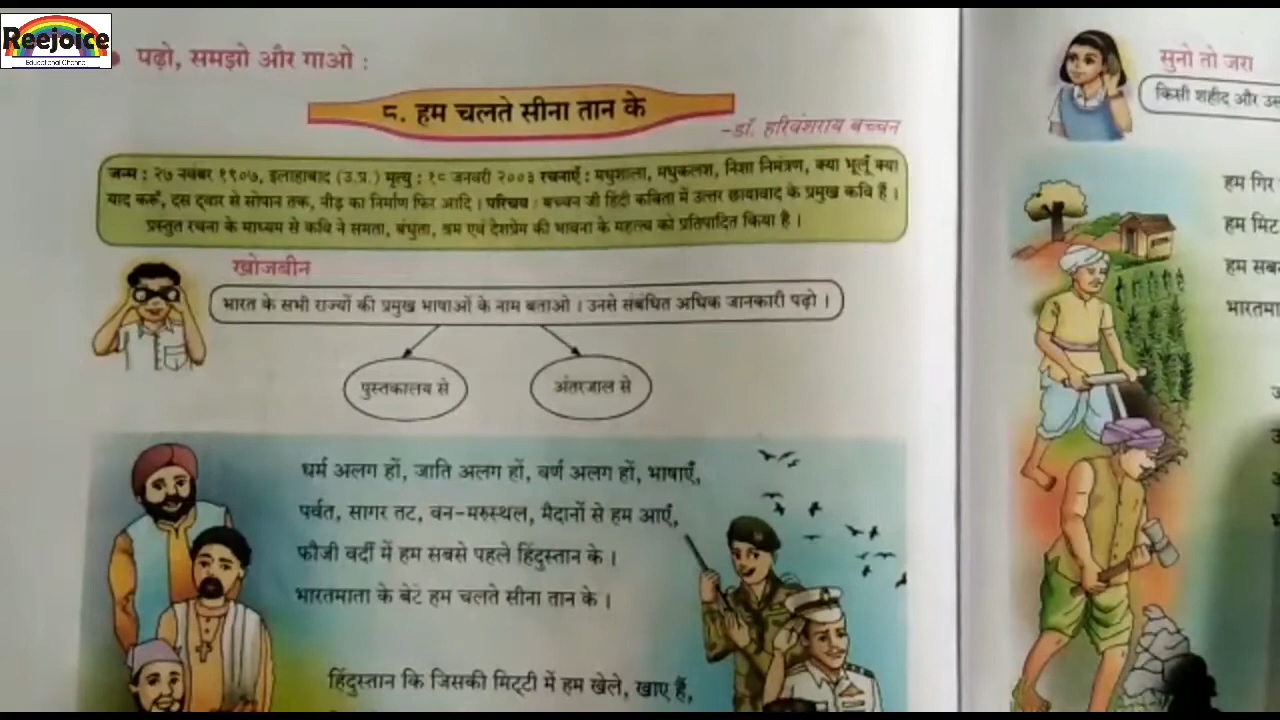 Reejoice
Educational Channel
पढ़ो, समझो और गाओ :
८. हम चलते सीना तान के
-डॉ. हरिवंशराय बच्चन
जन्म : २७ नवंबर १९०७, इलाहाबाद (उ.प्र.) मृत्यु : १८ जनवरी २००३ रचनाएँ : मधुशाला, मधुकलश, निशा निमंत्रण, क्या भूलूँ क्या
याद करूँ, दस द्वार से सोपान तक, नीड़ का निर्माण फिर आदि । परिचय : बच्चन जी हिंदी कविता में उत्तर छायावाद के प्रमुख कवि हैं ।
प्रस्तुत रचना के माध्यम से कवि ने समता, बंधुता, श्रम एवं देशप्रेम की भावना के महत्त्व को प्रतिपादित किया है ।
खोजबीन
भारत के सभी राज्यों की प्रमुख भाषाओं के नाम बताओ । उनसे संबंधित अधिक जानकारी पढ़ो ।
पुस्तकालय से
अंतरजाल से
धर्म अलग हों, जाति अलग हों, वर्ण अलग हों, भाषाएँ,
पर्वत, सागर तट, वन-मरुस्थल, मैदानों से हम आएँ,
फौजी वर्दी में हम सबसे पहले हिंदुस्तान के ।
भारतमाता के बेटे हम चलते सीना तान के ।
हिंदुस्तान कि जिसकी मिट्टी में हम खेले, खाए हैं,
सुनो तो जरा
किसी शहीद और उस
हम गिर
हम मिट
हम सब
भारतमा